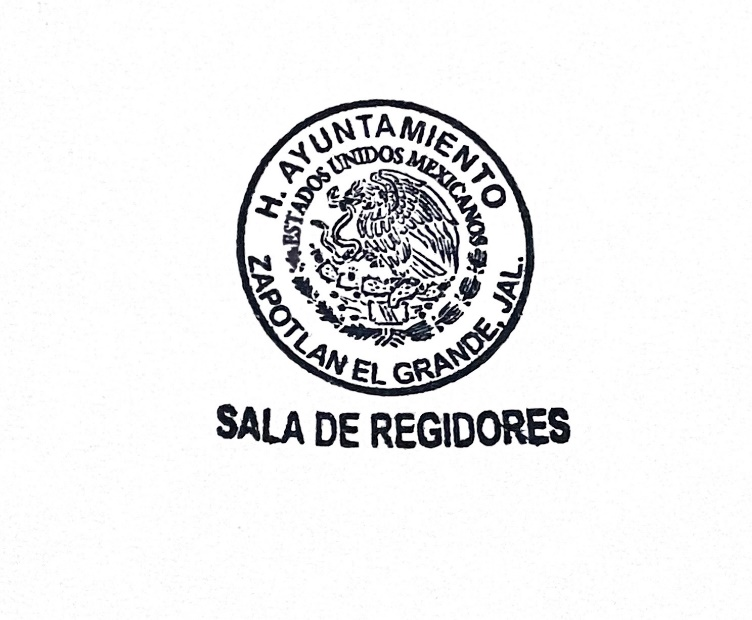 H. AYUNTAMIENTO
ESTADOS UNIDOS MEXICANOS
ZAPOTLAN EL GRANDE, JAL.
SALA DE REGIDORES